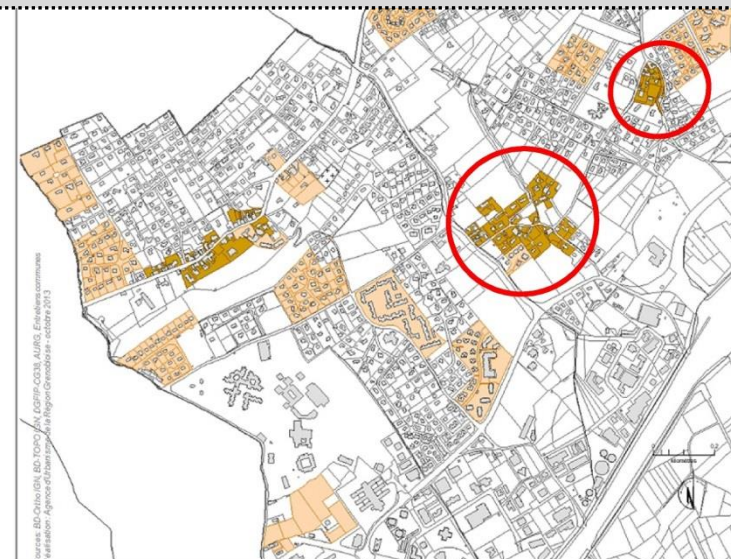 Sources: BD-Ortho IGN, BD-TOPO IGN, DGFIP-CG38, AURG, Entretiens communes
Réalisation: Agence d'Urbanisme de la Région Grenobloise - octobre 2013
0 0,2
kilomètres
N